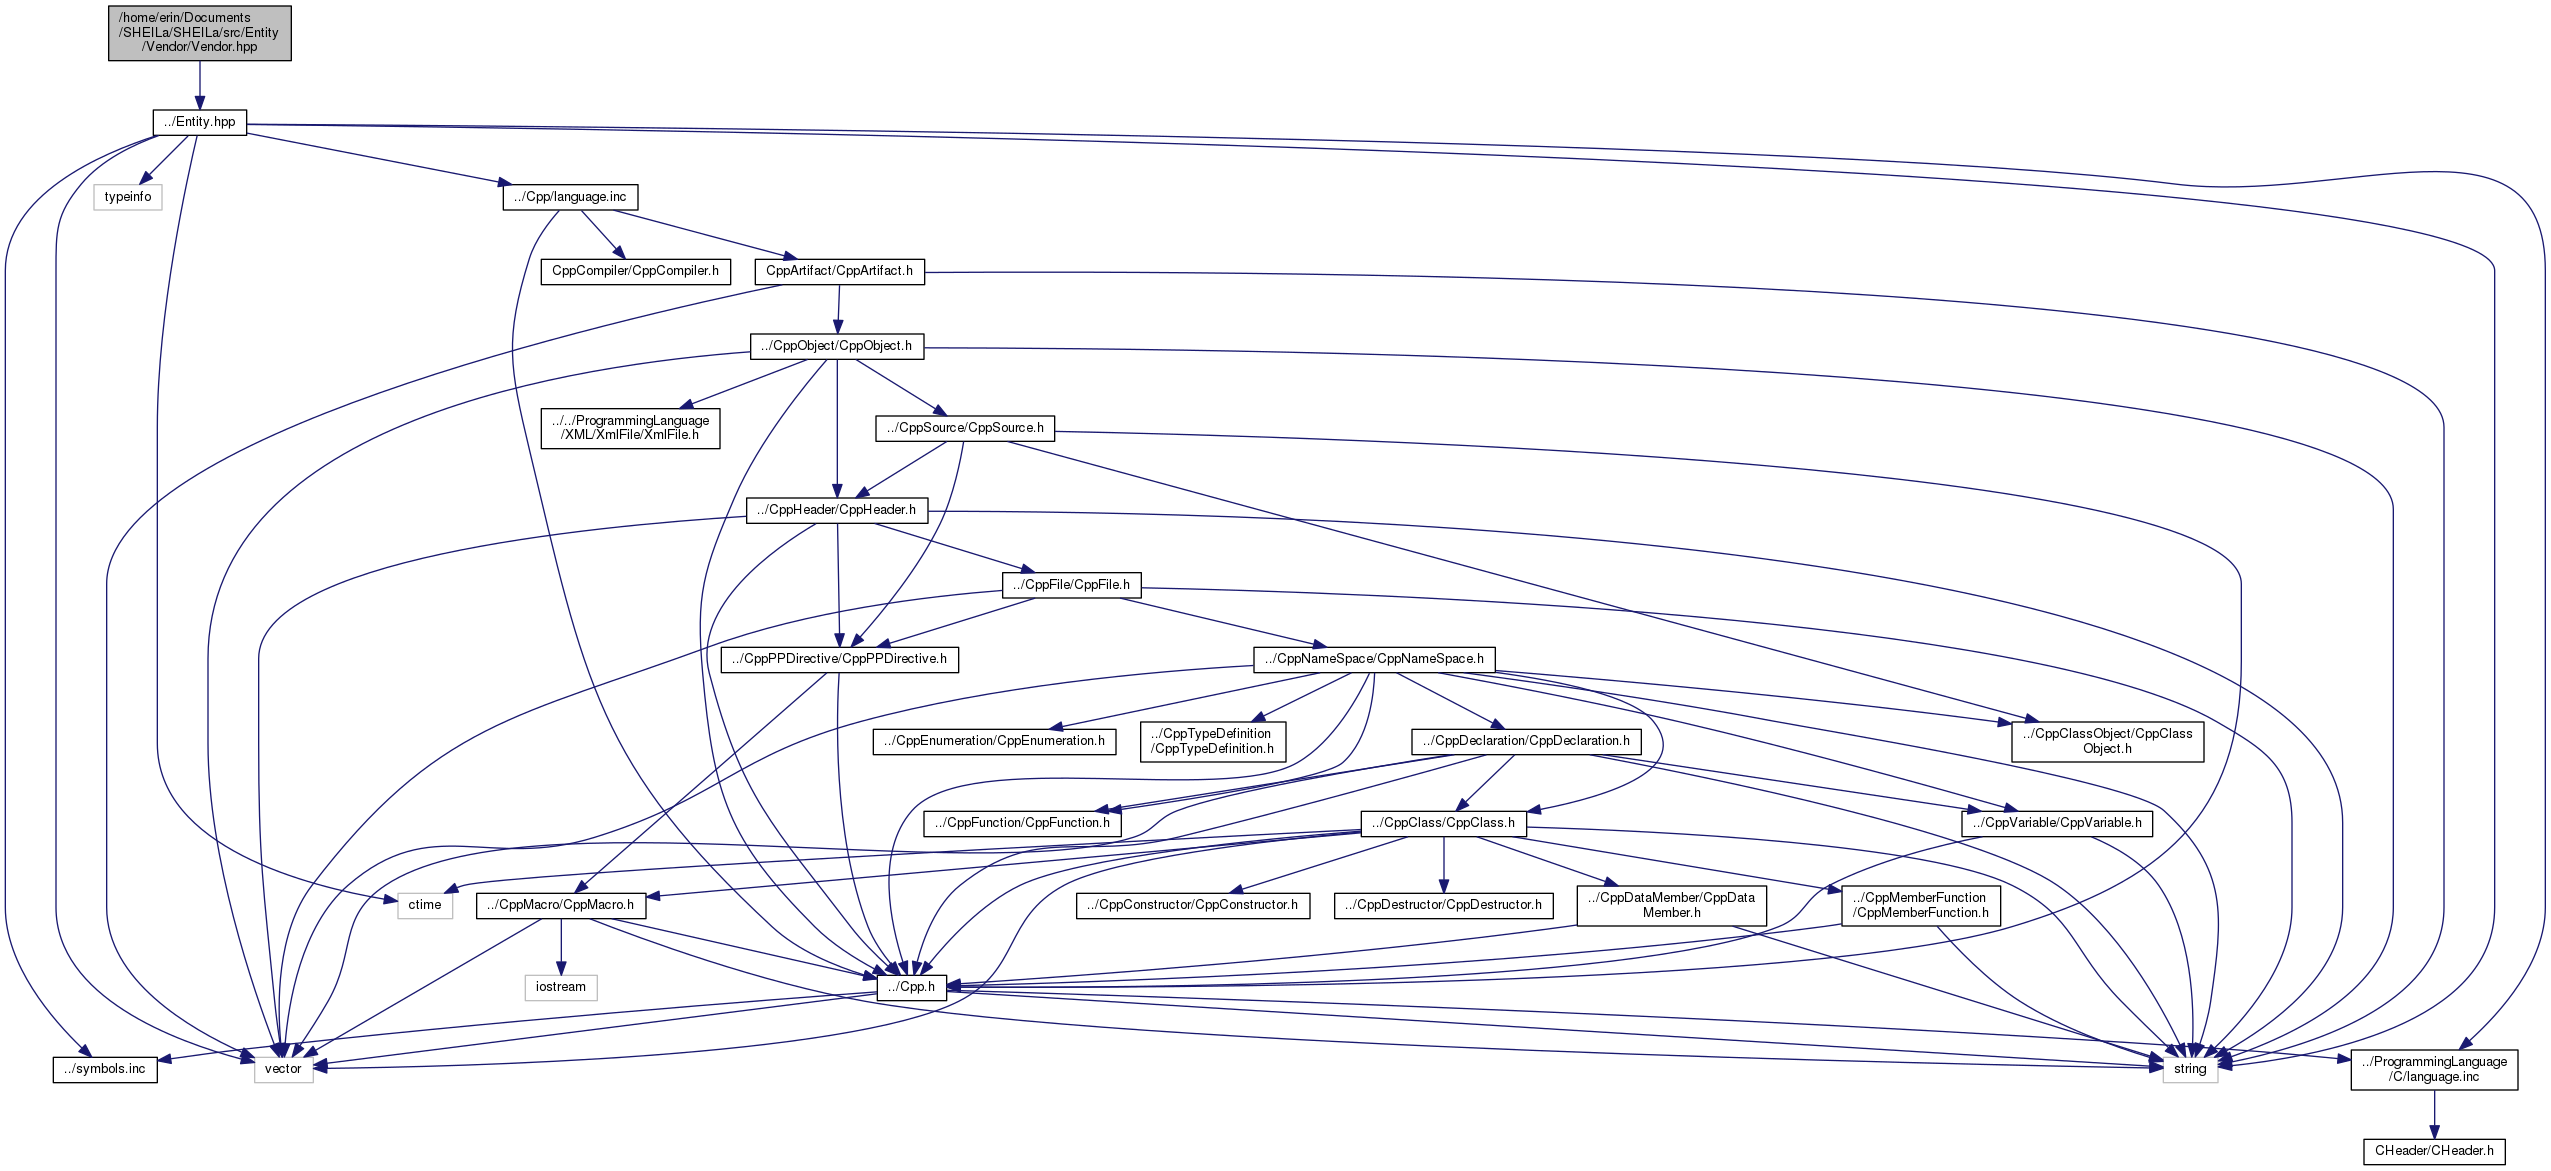 /home/erin/Documents
/SHEILa/SHEILa/src/Entity
/Vendor/Vendor.hpp
../Entity.hpp
typeinfo
../Cpp/language.inc
CppCompiler/CppCompiler.h
CppArtifact/CppArtifact.h
../CppObject/CppObject.h
../../ProgrammingLanguage
/XML/XmlFile/XmlFile.h
../CppSource/CppSource.h
../CppHeader/CppHeader.h
../CppFile/CppFile.h
../CppPPDirective/CppPPDirective.h
../CppNameSpace/CppNameSpace.h
../CppEnumeration/CppEnumeration.h
../CppTypeDefinition
/CppTypeDefinition.h
../CppDeclaration/CppDeclaration.h
../CppClassObject/CppClass
Object.h
../CppFunction/CppFunction.h
../CppClass/CppClass.h
../CppVariable/CppVariable.h
ctime
../CppMacro/CppMacro.h
../CppConstructor/CppConstructor.h
../CppDestructor/CppDestructor.h
../CppDataMember/CppData
Member.h
../CppMemberFunction
/CppMemberFunction.h
iostream
../Cpp.h
../symbols.inc
vector
string
../ProgrammingLanguage
/C/language.inc
CHeader/CHeader.h